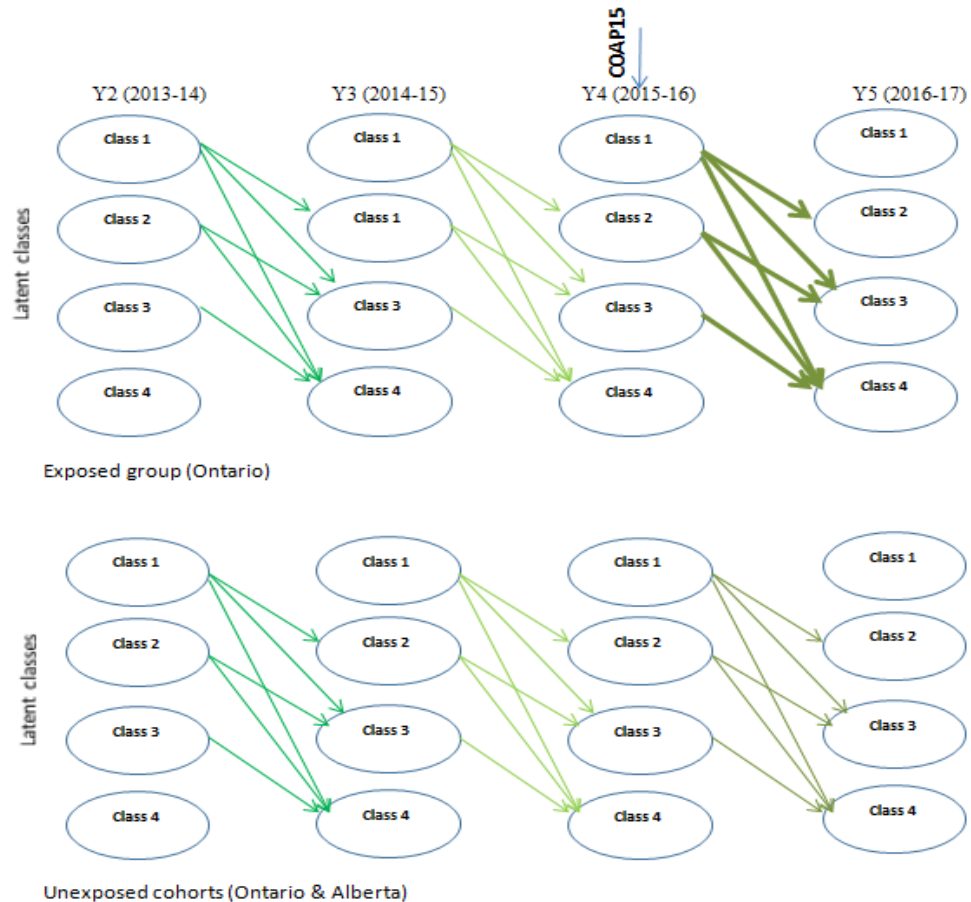 COAP15
Y2 (2013-14) Y3 (2014-15) Y4 (2015-16) Y5 (2016-17)
Latent classes
Class 1 Class 1 Class 1 Class 1
Class 2 Class 1 Class 2 Class 2
Class 3 Class 3 Class 3 Class 3
Class 4 Class 4 Class 4 Class 4
Exposed group (Ontario)
Latent classes
Class 1 Class 1 Class 1 Class 1
Class 2 Class 2 Class 2 Class 2
Class 3 Class 3 Class 3 Class 3
Class 4 Class 4 Class 4 Class 4
Unexposed cohorts (Ontario & Alberta)